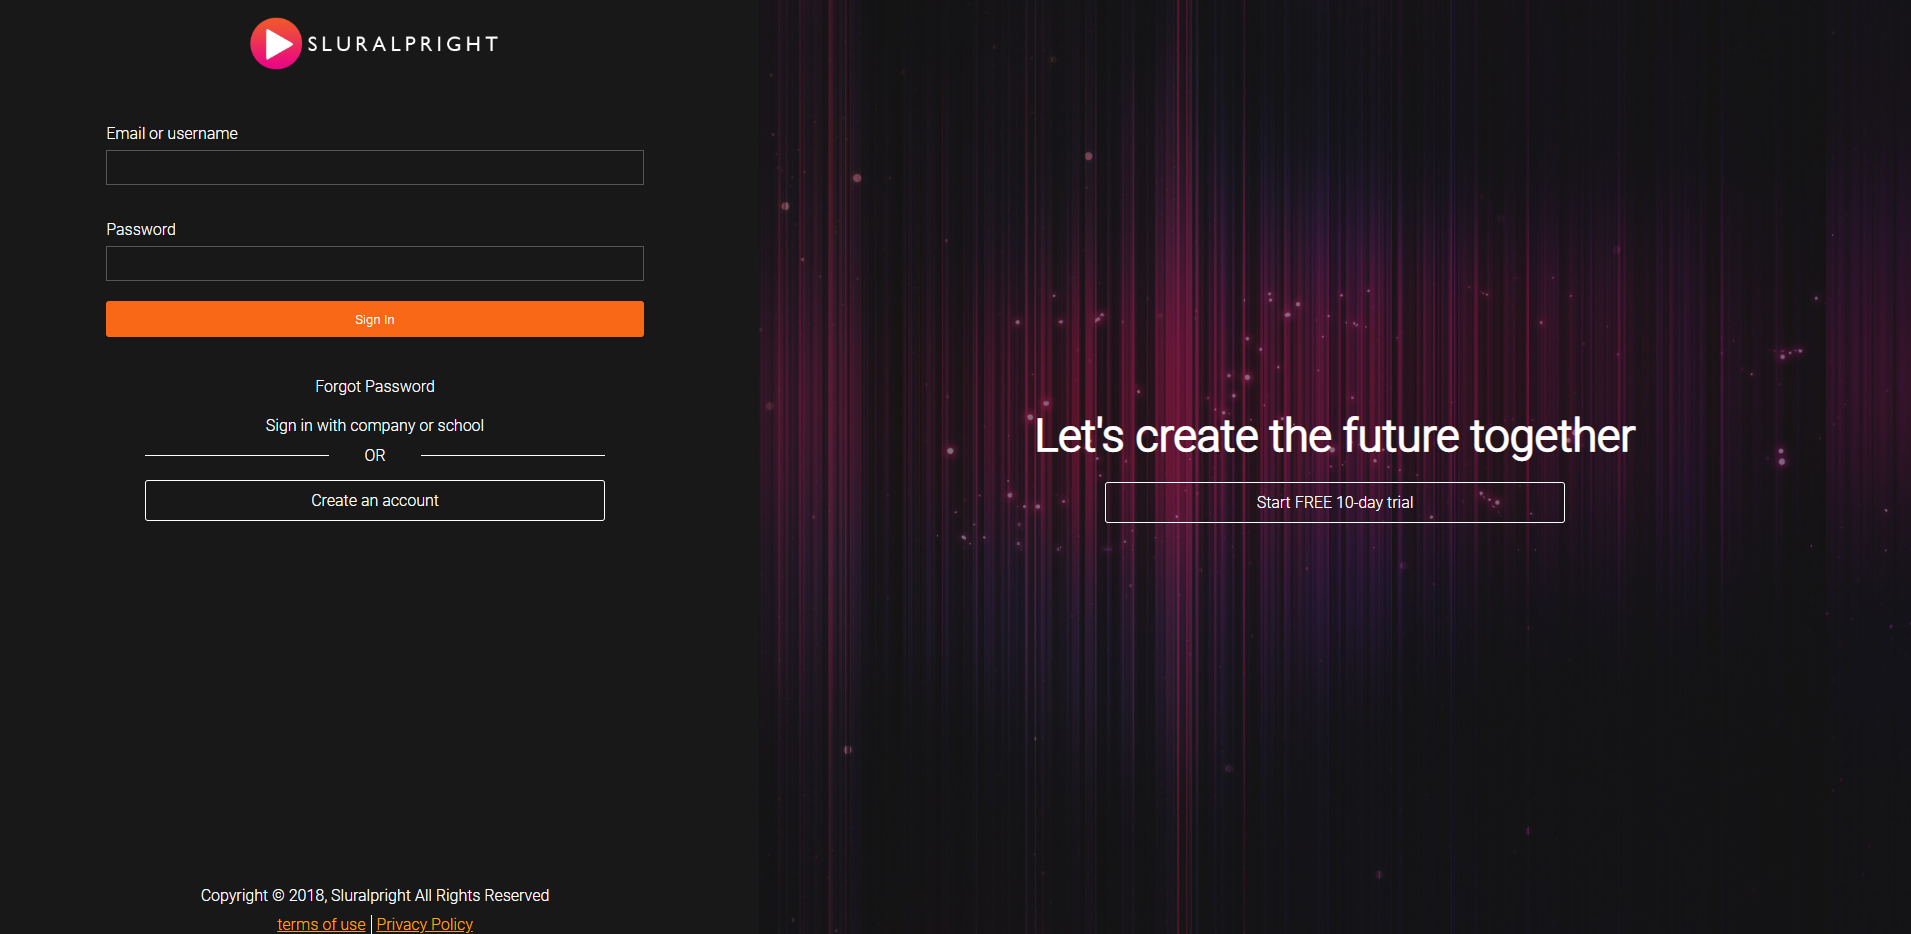 SLURALPRIGHT
Email or username
Password
Sign In
Forgot Password
Sign in with company or school
OR
Create an account
Copyright © 2018, Sluralpright All Rights Reserved
terms of use | Privacy Policy
Let's create the future together
Start FREE 10-day trial